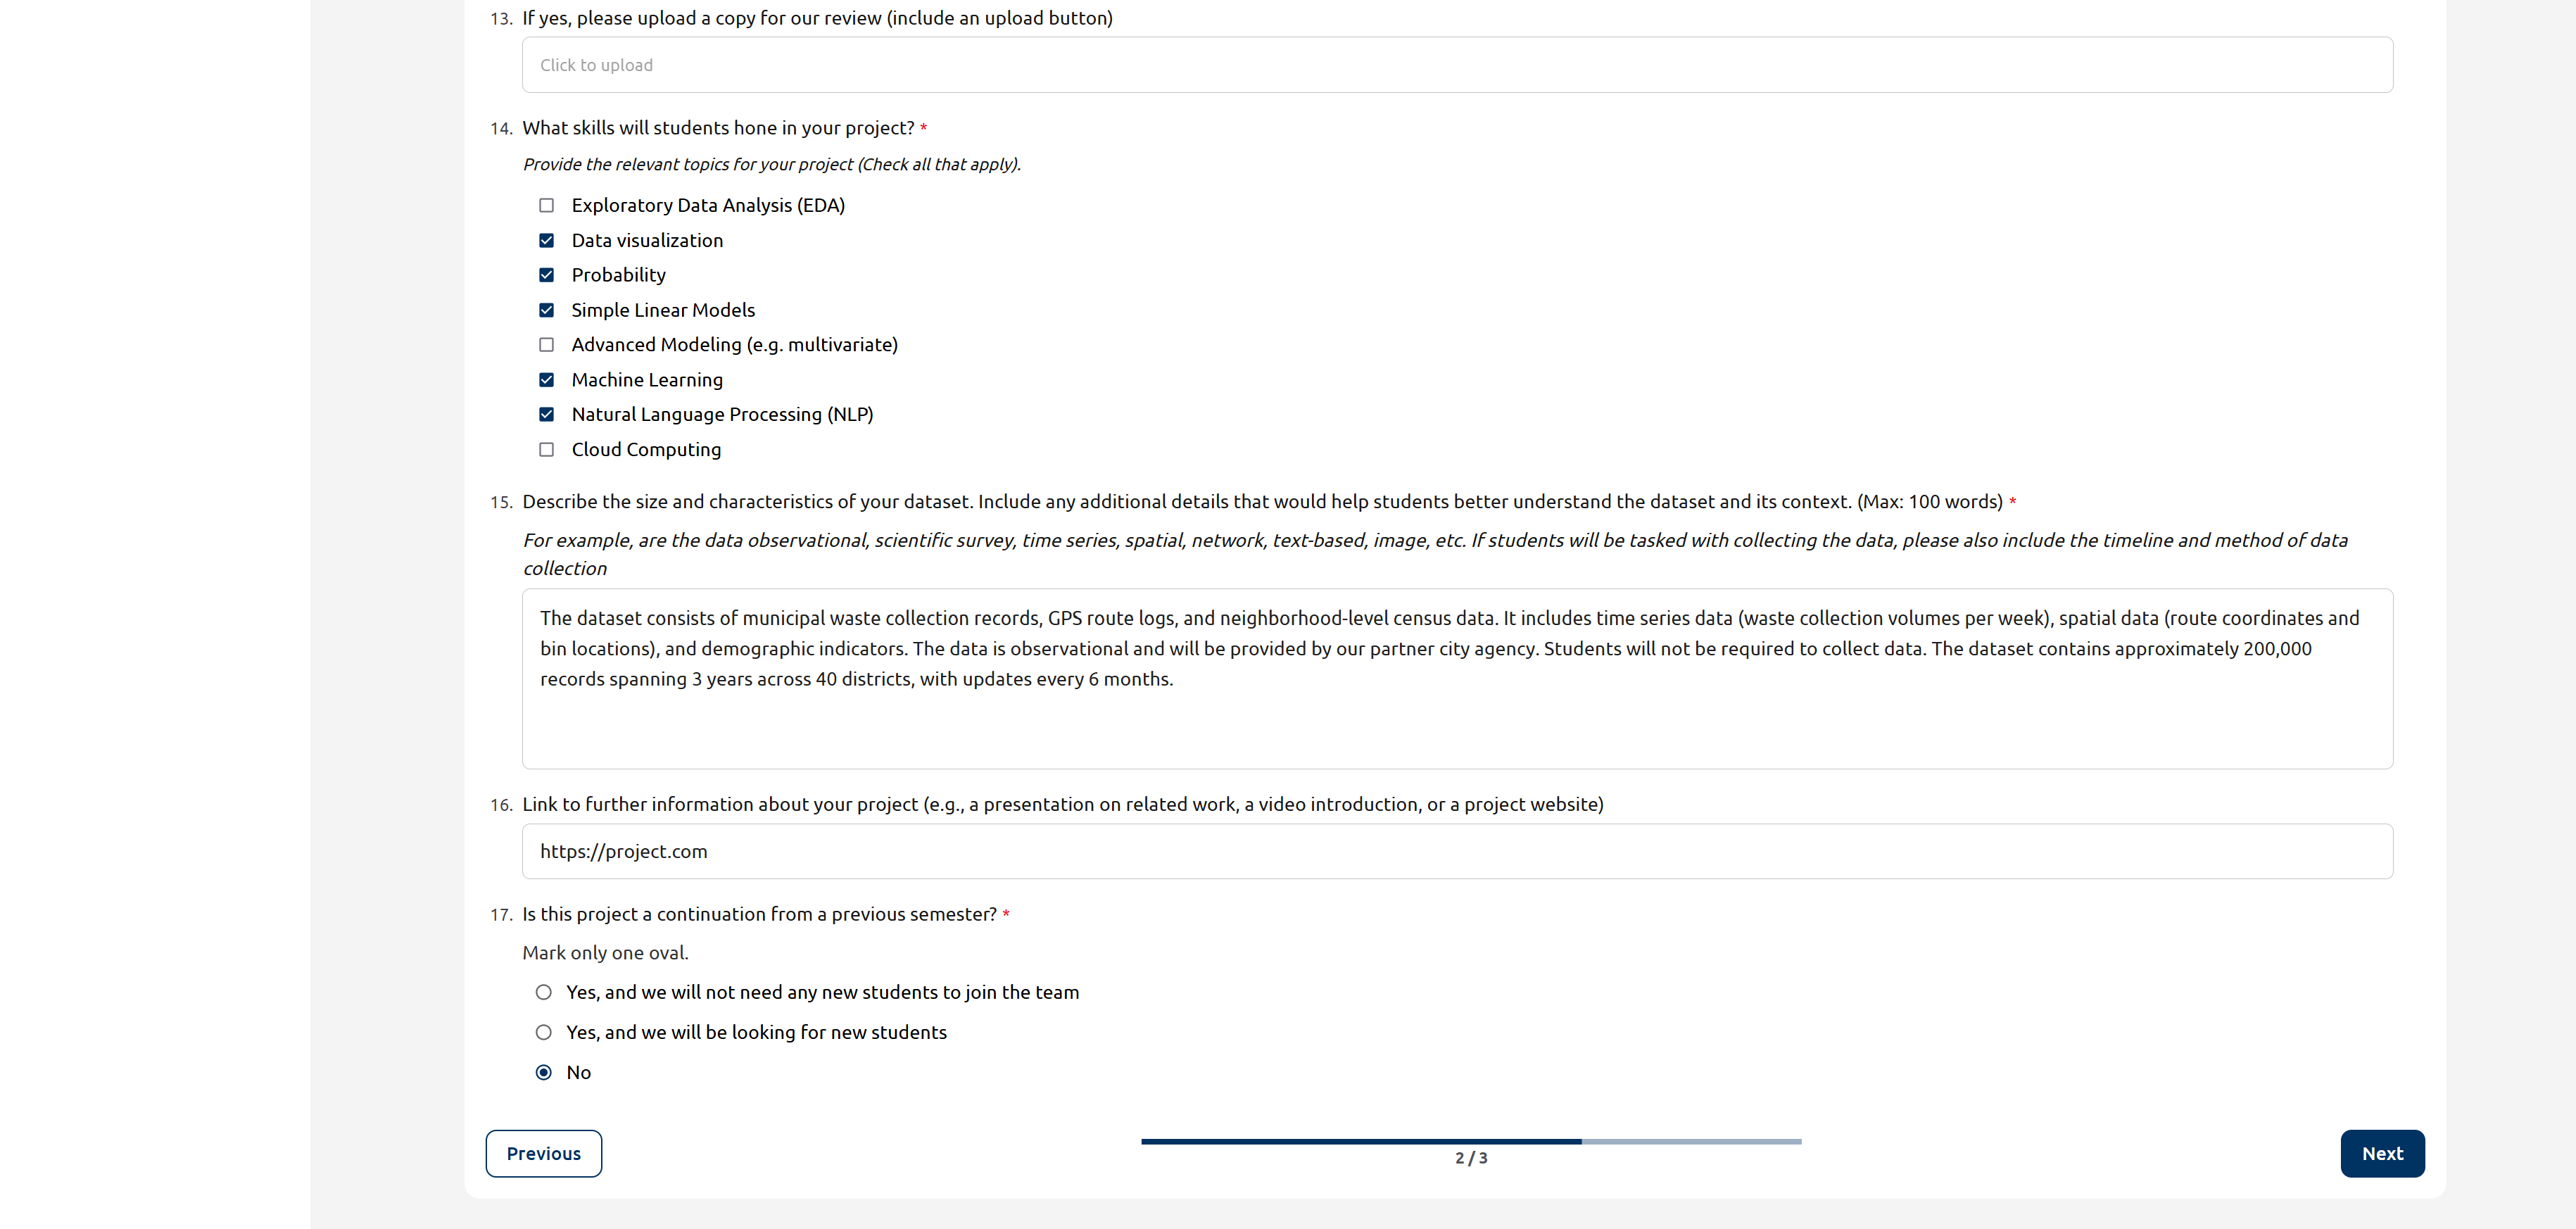 13. If yes, please upload a copy for our review (include an upload button)
Click to upload
14. What skills will students hone in your project? *
Provide the relevant topics for your project (Check all that apply).
Exploratory Data Analysis (EDA)
Data visualization
Probability
Simple Linear Models
Advanced Modeling (e.g. multivariate)
Machine Learning
Natural Language Processing (NLP)
Cloud Computing
15. Describe the size and characteristics of your dataset. Include any additional details that would help students better understand the dataset and its context. (Max: 100 words) *
For example, are the data observational, scientific survey, time series, spatial, network, text-based, image, etc. If students will be tasked with collecting the data, please also include the timeline and method of data
collection
The dataset consists of municipal waste collection records, GPS route logs, and neighborhood-level census data. It includes time series data (waste collection volumes per week), spatial data (route coordinates and
bin locations), and demographic indicators. The data is observational and will be provided by our partner city agency. Students will not be required to collect data. The dataset contains approximately 200,000
records spanning 3 years across 40 districts, with updates every 6 months.
16. Link to further information about your project (e.g., a presentation on related work, a video introduction, or a project website)
https://project.com
17. Is this project a continuation from a previous semester? *
Mark only one oval.
Yes, and we will not need any new students to join the team
Yes, and we will be looking for new students
No
Previous
2 / 3
Next